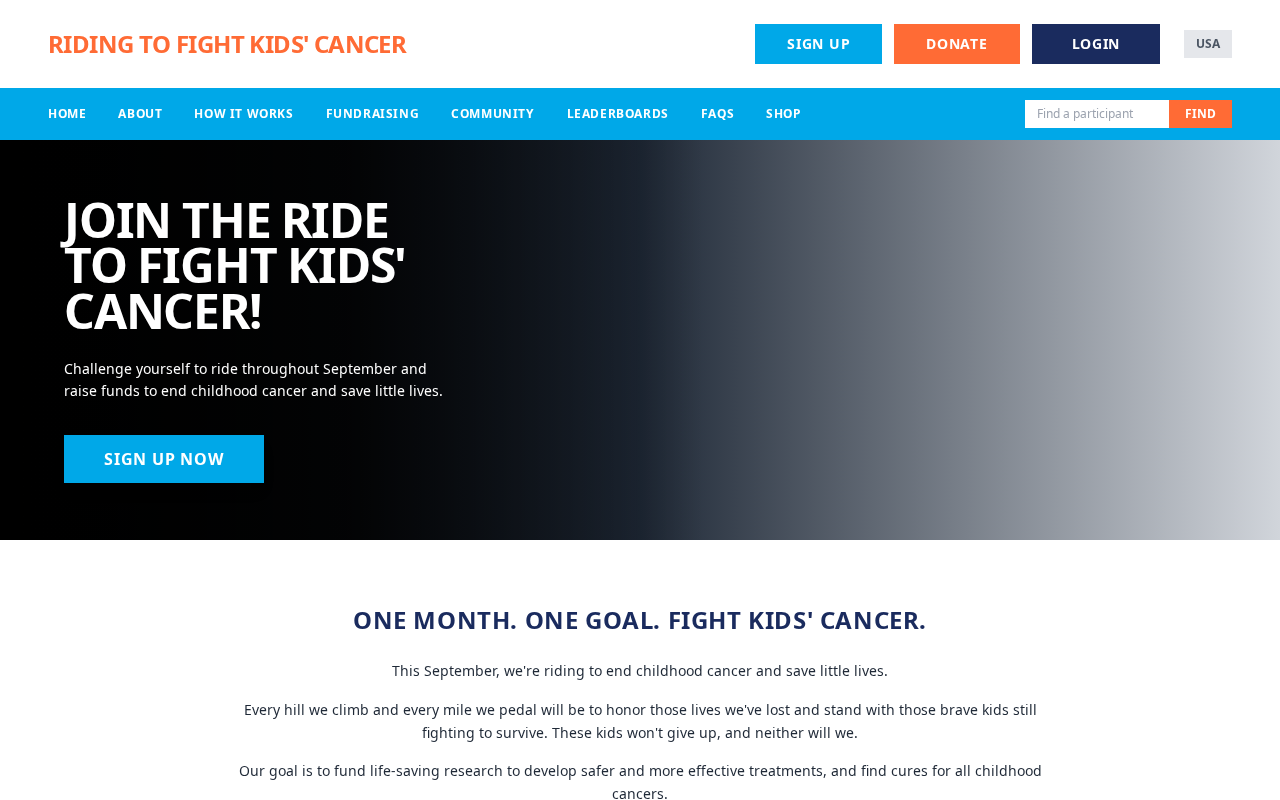 RIDING TO FIGHT KIDS' CANCER
SIGN UP
DONATE
LOGIN
USA
HOME
ABOUT
HOW IT WORKS
FUNDRAISING
COMMUNITY
LEADERBOARDS
FAQS
SHOP
Find a participant
FIND
JOIN THE RIDE
TO FIGHT KIDS'
CANCER!
Challenge yourself to ride throughout September and
raise funds to end childhood cancer and save little lives.
SIGN UP NOW
ONE MONTH. ONE GOAL. FIGHT KIDS' CANCER.
This September, we're riding to end childhood cancer and save little lives.
Every hill we climb and every mile we pedal will be to honor those lives we've lost and stand with those brave kids still
fighting to survive. These kids won't give up, and neither will we.
Our goal is to fund life-saving research to develop safer and more effective treatments, and find cures for all childhood
cancers.